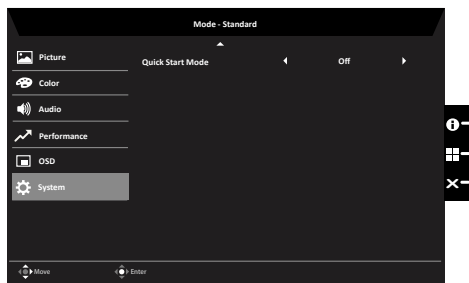 Mode - Standard
Picture
Quick Start Mode Off
Color
Audio
Performance
OSD
System
Move Enter